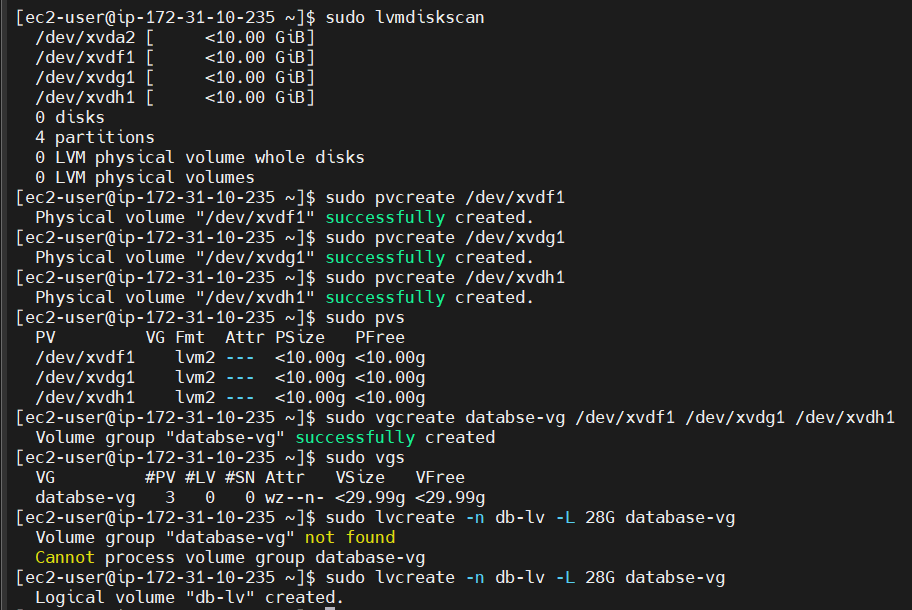 [ec2-user@ip-172-31-10-235 ~]$ sudo lvmdiskscan
  /dev/xvda2 [     <10.00 GiB]
  /dev/xvdf1 [     <10.00 GiB]
  /dev/xvdg1 [     <10.00 GiB]
  /dev/xvdh1 [     <10.00 GiB]
  0 disks
  4 partitions
  0 LVM physical volume whole disks
  0 LVM physical volumes
[ec2-user@ip-172-31-10-235 ~]$ sudo pvcreate /dev/xvdf1
  Physical volume "/dev/xvdf1" successfully created.
[ec2-user@ip-172-31-10-235 ~]$ sudo pvcreate /dev/xvdg1
  Physical volume "/dev/xvdg1" successfully created.
[ec2-user@ip-172-31-10-235 ~]$ sudo pvcreate /dev/xvdh1
  Physical volume "/dev/xvdh1" successfully created.
[ec2-user@ip-172-31-10-235 ~]$ sudo pvs
  PV         VG Fmt  Attr PSize   PFree
  /dev/xvdf1    lvm2 ---  <10.00g <10.00g
  /dev/xvdg1    lvm2 ---  <10.00g <10.00g
  /dev/xvdh1    lvm2 ---  <10.00g <10.00g
[ec2-user@ip-172-31-10-235 ~]$ sudo vgcreate databse-vg /dev/xvdf1 /dev/xvdg1 /dev/xvdh1
  Volume group "databse-vg" successfully created
[ec2-user@ip-172-31-10-235 ~]$ sudo vgs
  VG         #PV #LV #SN Attr   VSize   VFree
  databse-vg   3   0   0 wz--n- <29.99g <29.99g
[ec2-user@ip-172-31-10-235 ~]$ sudo lvcreate -n db-lv -L 28G database-vg
  Volume group "database-vg" not found
  Cannot process volume group database-vg
[ec2-user@ip-172-31-10-235 ~]$ sudo lvcreate -n db-lv -L 28G databse-vg
  Logical volume "db-lv" created.